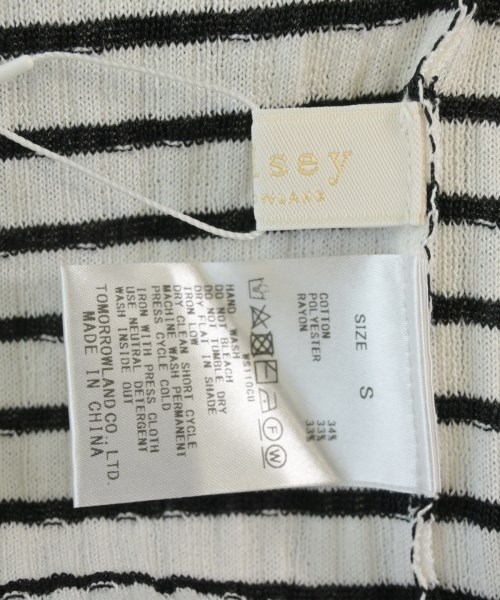 sey
SIZE S
COTTON 34%
POLYESTER 33%
RAYON 33%
HAND WASH
DO NOT BLEACH
DO NOT TUMBLE DRY
DRY FLAT IN SHADE
IRON LOW
DRY CLEAN SHORT CYCLE
MACHINE WASH PERMANENT
PRESS CYCLE COLD
IRON WITH PRESS CLOTH
USE NEUTRAL DETERGENT
WASH INSIDE OUT
TOMORROWLAND CO., LTD.
MADE IN CHINA